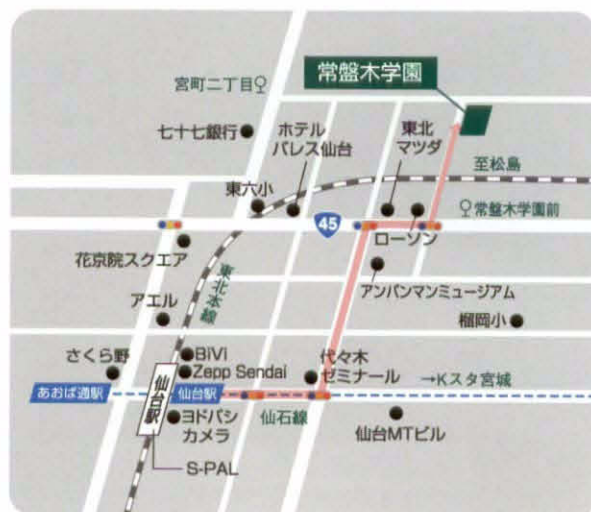 常盤木学園
宮町二丁目
七十七銀行
ホテル
パレス仙台
東北
マツダ
至松島
東六小
45
常盤木学園前
ローソン
花京院スクエア
アンパンマンミュージアム
東北本線
アエル
榴岡小
さくら野
BiVi
Zepp Sendai
代々木
ゼミナール
→Kスタ宮城
あおば通駅
仙台駅
仙台駅
仙石線
ヨドバシ
カメラ
仙台MTビル
S-PAL